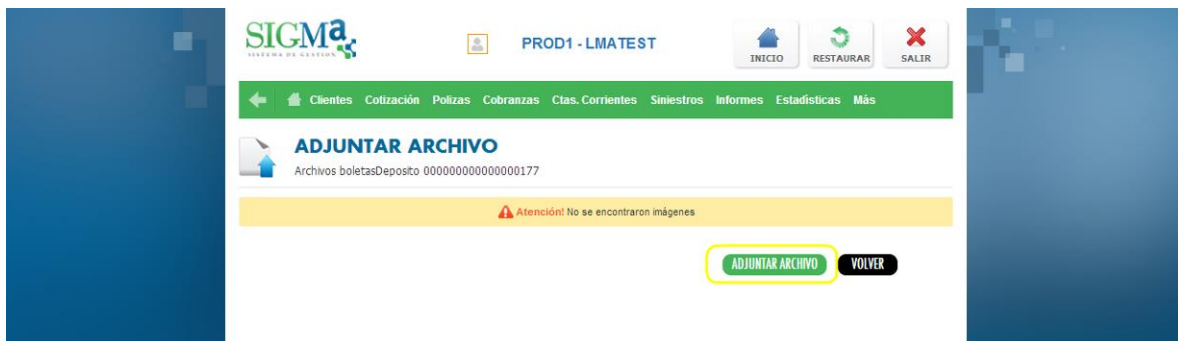 SIGMa
SISTEMA DE GESTION
PROD1 - LMATEST
INICIO
RESTAURAR
SALIR
Clientes Cotización Polizas Cobranzas Ctas. Corrientes Siniestros Informes Estadísticas Más
ADJUNTAR ARCHIVO
Archivos boletasDeposito 000000000000000177
Atención! No se encontraron imágenes
ADJUNTAR ARCHIVO
VOLVER